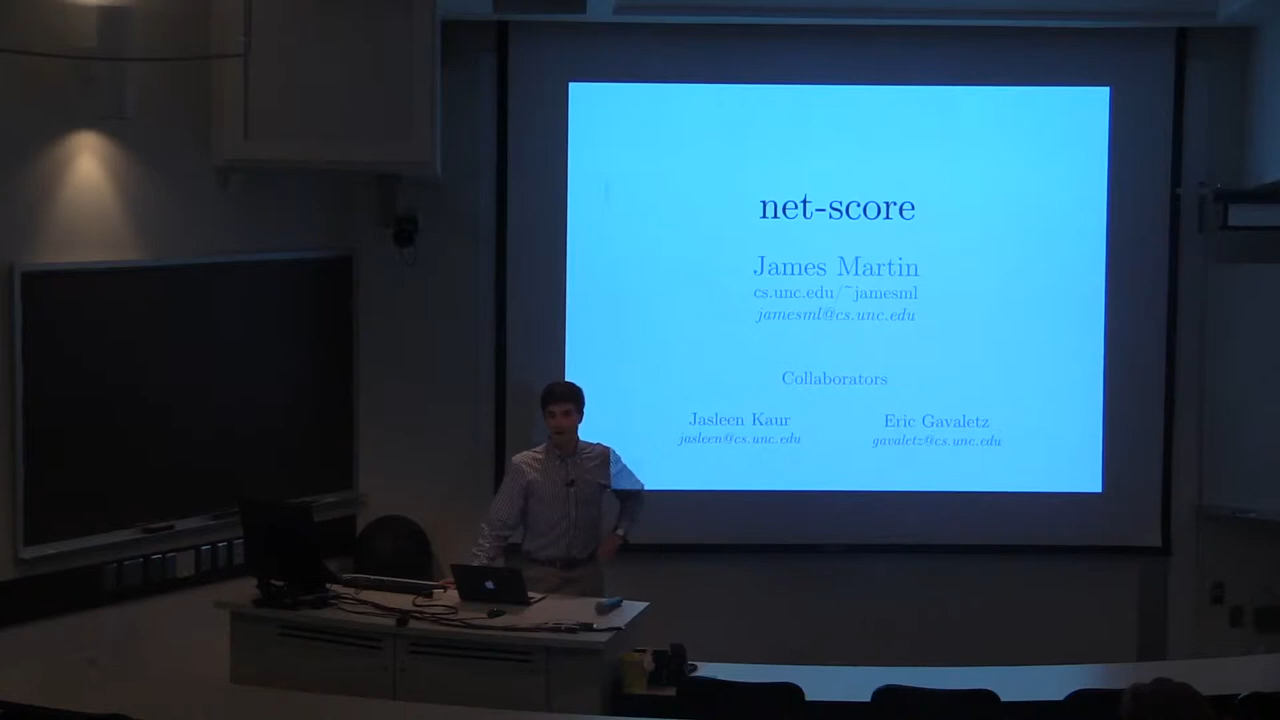 net-score
James Martin
cs.unc.edu/~jamesml
jamesml@cs.unc.edu
Collaborators
Jasleen Kaur
jasleen@cs.unc.edu
Eric Gavaletz
gavaletz@cs.unc.edu